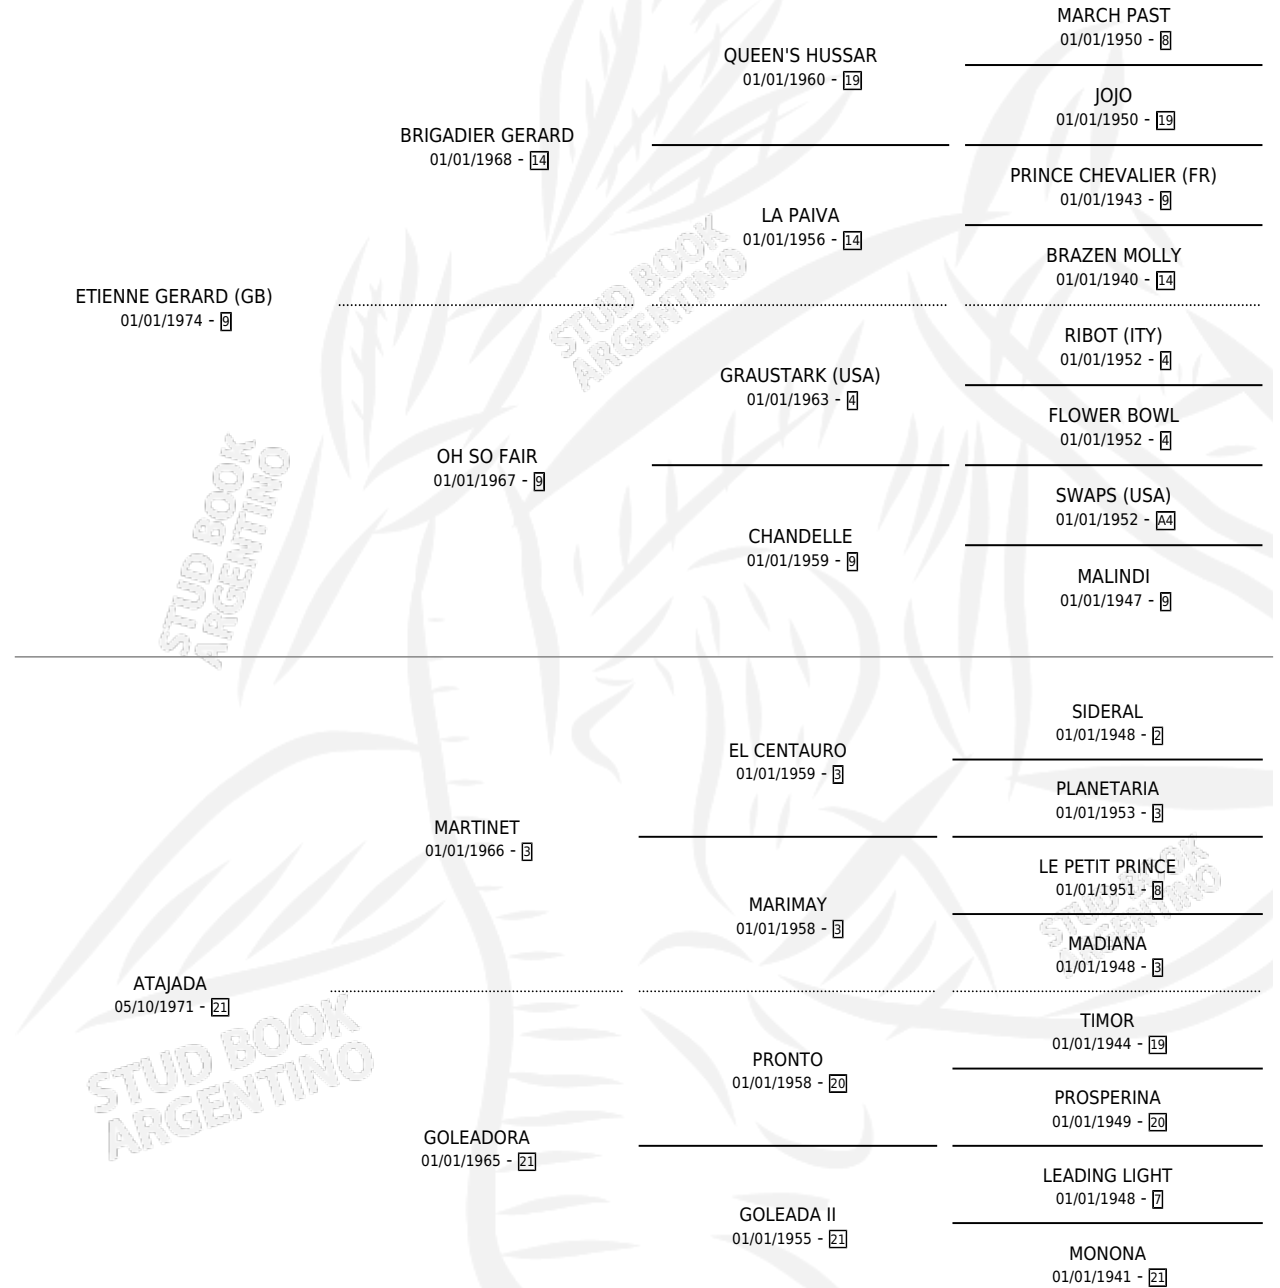 MARCH PAST
01/01/1950 - 8
QUEEN'S HUSSAR
01/01/1960 - 19
JOJO
01/01/1950 - 19
BRIGADIER GERARD
01/01/1968 - 14
PRINCE CHEVALIER (FR)
01/01/1943 - 9
LA PAIVA
01/01/1956 - 14
BRAZEN MOLLY
01/01/1940 - 14
ETIENNE GERARD (GB)
01/01/1974 - 9
STUD BOOK
ARGENTINO
RIBOT (ITY)
01/01/1952 - 4
GRAUSTARK (USA)
01/01/1963 - 4
FLOWER BOWL
01/01/1952 - 4
OH SO FAIR
01/01/1967 - 9
SWAPS (USA)
01/01/1952 - A4
CHANDELLE
01/01/1959 - 9
MALINDI
01/01/1947 - 9
STUD BOOK
ARGENTINO
SIDERAL
01/01/1948 - 2
EL CENTAURO
01/01/1959 - 3
PLANETARIA
01/01/1953 - 3
MARTINET
01/01/1966 - 3
LE PETIT PRINCE
01/01/1951 - 8
MARIMAY
01/01/1958 - 3
STUD BOOK
ARGENTINO
MADIANA
01/01/1948 - 3
ATAJADA
05/10/1971 - 21
STUD BOOK
ARGENTINO
TIMOR
01/01/1944 - 19
PRONTO
01/01/1958 - 20
PROSPERINA
01/01/1949 - 20
GOLEADORA
01/01/1965 - 21
LEADING LIGHT
01/01/1948 - 7
GOLEADA II
01/01/1955 - 21
MONONA
01/01/1941 - 21